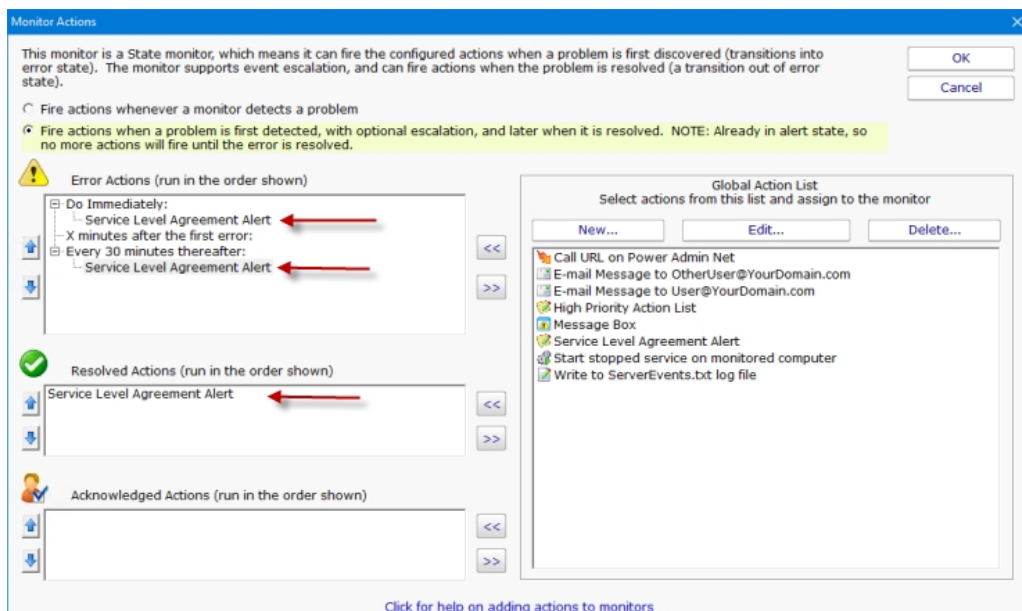 Monitor Actions
This monitor is a State monitor, which means it can fire the configured actions when a problem is first discovered (transitions into
error state). The monitor supports event escalation, and can fire actions when the problem is resolved (a transition out of error
state).
OK
Cancel
Fire actions whenever a monitor detects a problem
Fire actions when a problem is first detected, with optional escalation, and later when it is resolved. NOTE: Already in alert state, so
no more actions will fire until the error is resolved.
Error Actions (run in the order shown)
Do Immediately:
Service Level Agreement Alert
X minutes after the first error:
Every 30 minutes thereafter:
Service Level Agreement Alert
<<
>>
Resolved Actions (run in the order shown)
Service Level Agreement Alert
<<
>>
Acknowledged Actions (run in the order shown)
<<
>>
Global Action List
Select actions from this list and assign to the monitor
New... Edit... Delete...
Call URL on Power Admin Net
E-mail Message to OtherUser@YourDomain.com
E-mail Message to User@YourDomain.com
High Priority Action List
Message Box
Service Level Agreement Alert
Start stopped service on monitored computer
Write to ServerEvents.txt log file
Click for help on adding actions to monitors